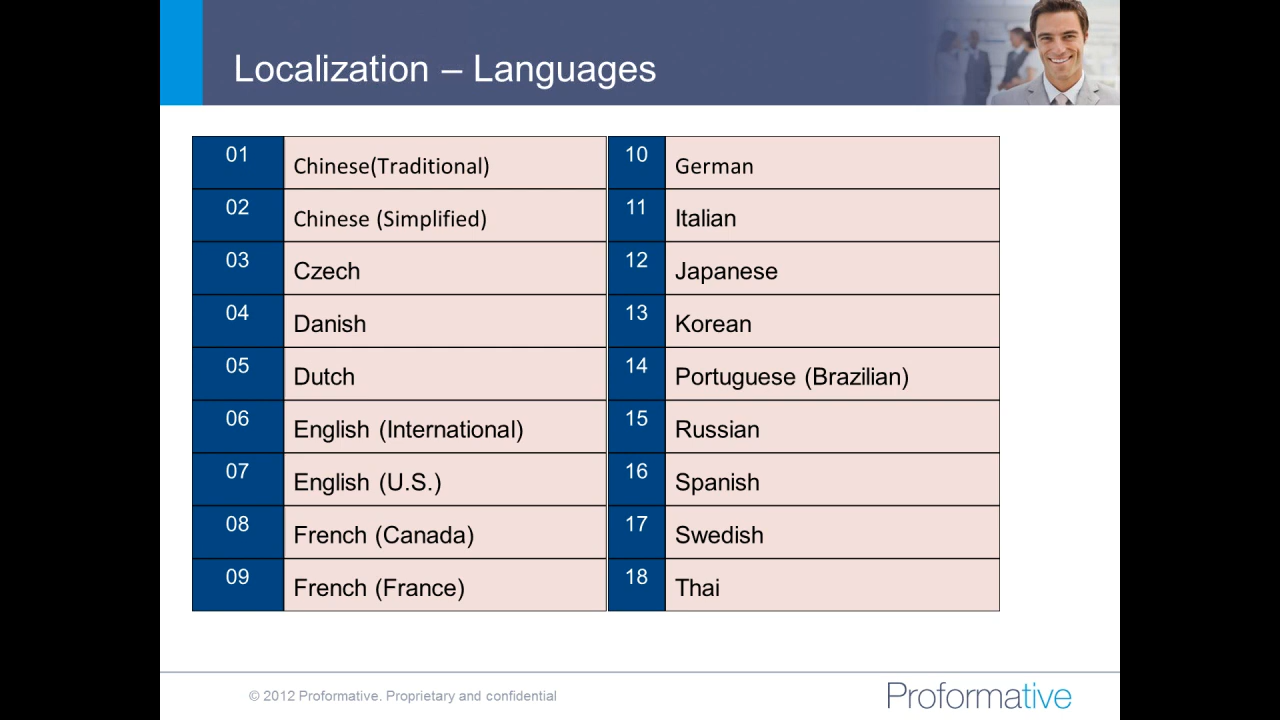 Localization – Languages
01 Chinese(Traditional)
02 Chinese (Simplified)
03 Czech
04 Danish
05 Dutch
06 English (International)
07 English (U.S.)
08 French (Canada)
09 French (France)
10 German
11 Italian
12 Japanese
13 Korean
14 Portuguese (Brazilian)
15 Russian
16 Spanish
17 Swedish
18 Thai
© 2012 Proformative. Proprietary and confidential
Proformative